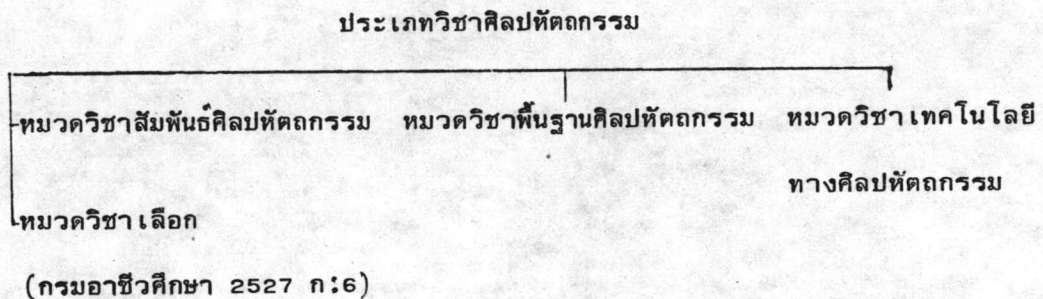 ประเภทวิชาศิลปหัตถกรรม
หมวดวิชาสัมพันธ์ศิลปหัตถกรรม หมวดวิชาพื้นฐานศิลปหัตถกรรม หมวดวิชาเทคโนโลยี
ทางศิลปหัตถกรรม
หมวดวิชาเลือก
(กรมอาชีวศึกษา 2527 ก:6)